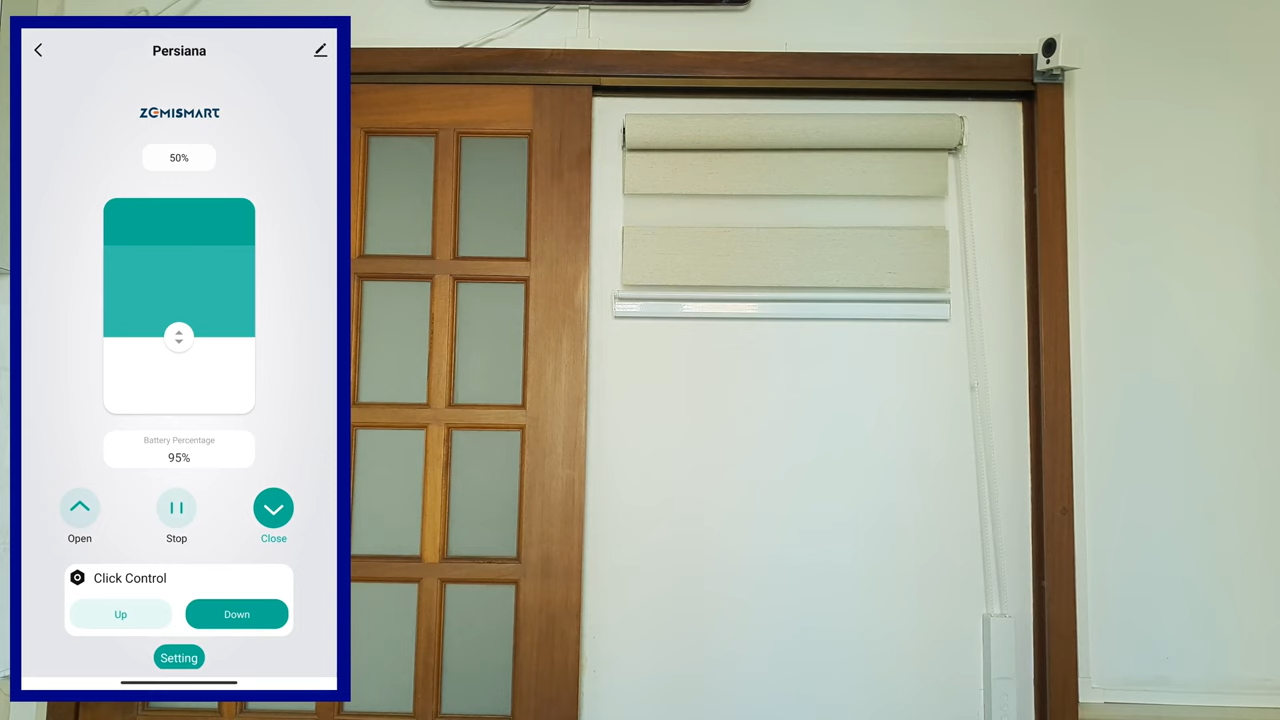 Persiana
ZEMISMART
50%
Battery Percentage
95%
Open
Stop
Close
Click Control
Up
Down
Setting